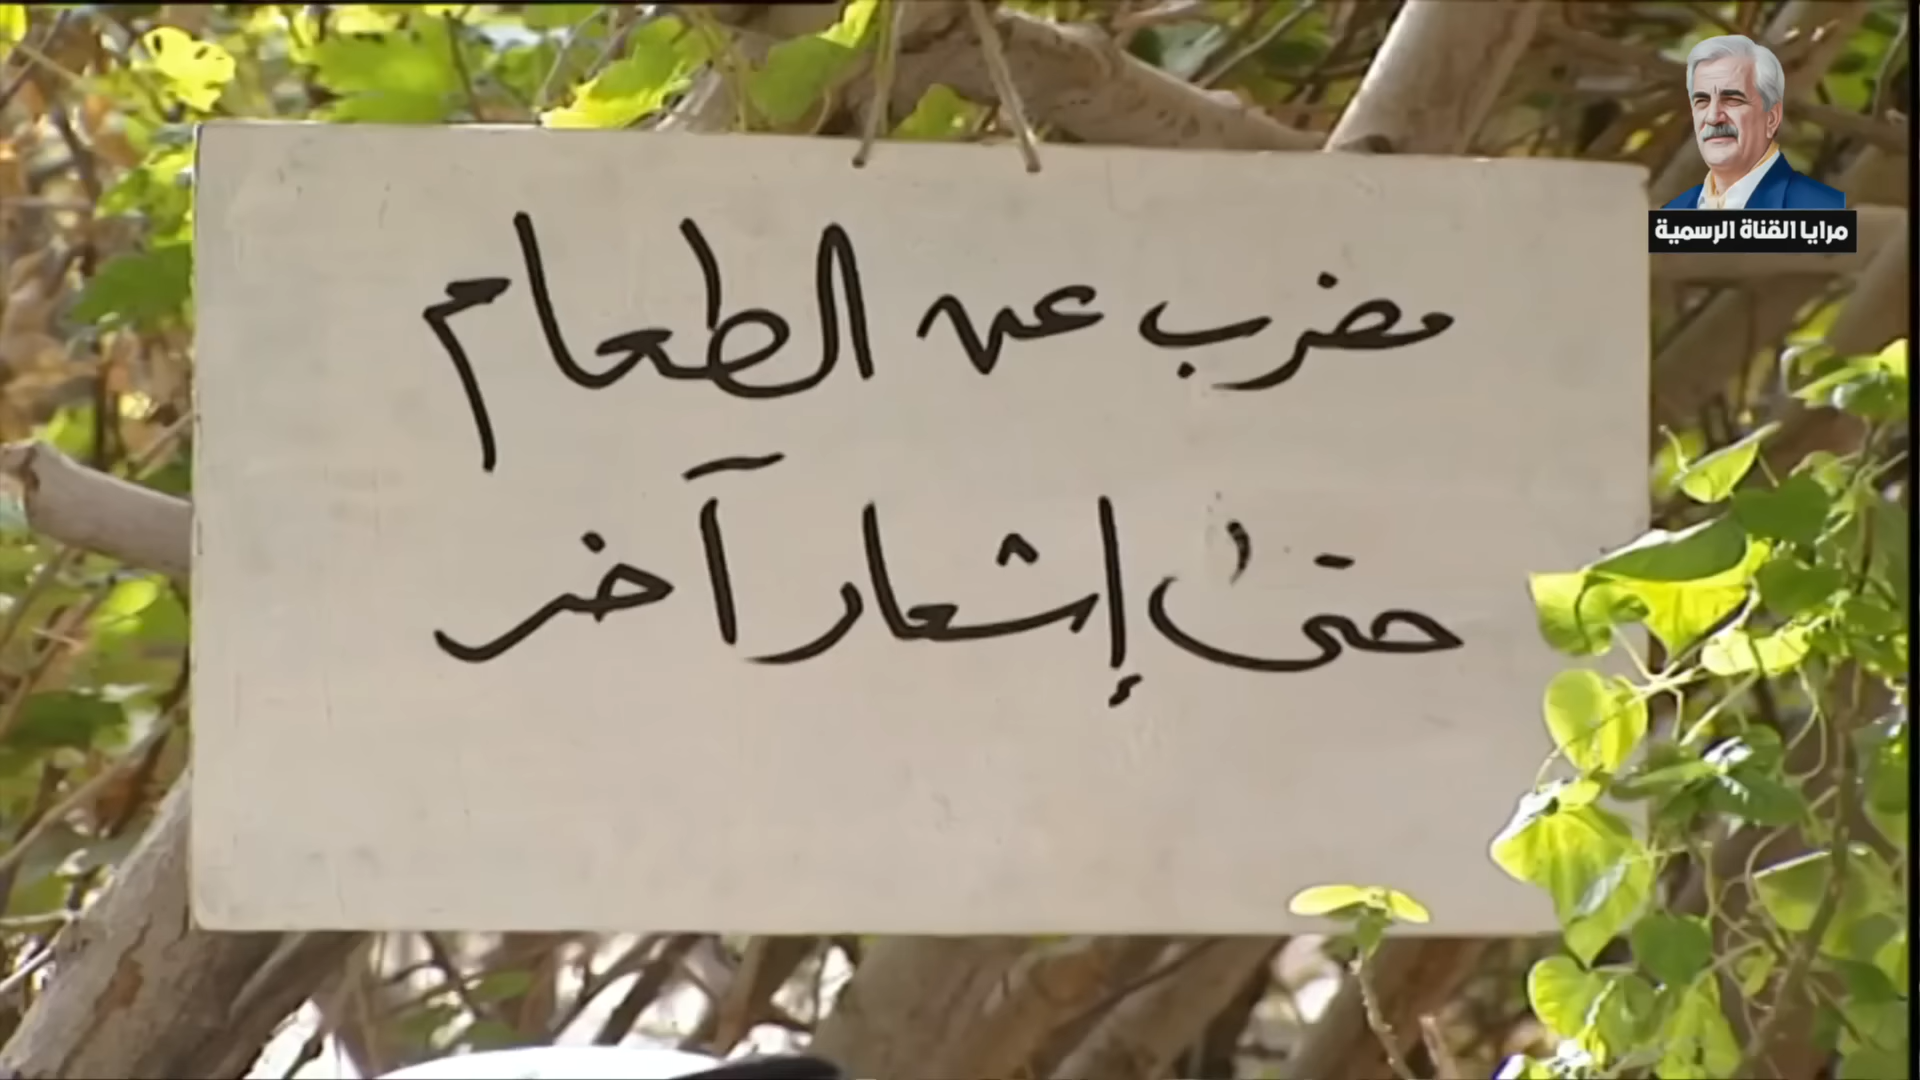 مضرب عن الطعام
حتى إشعار آخر
مرايا القناة الرسمية